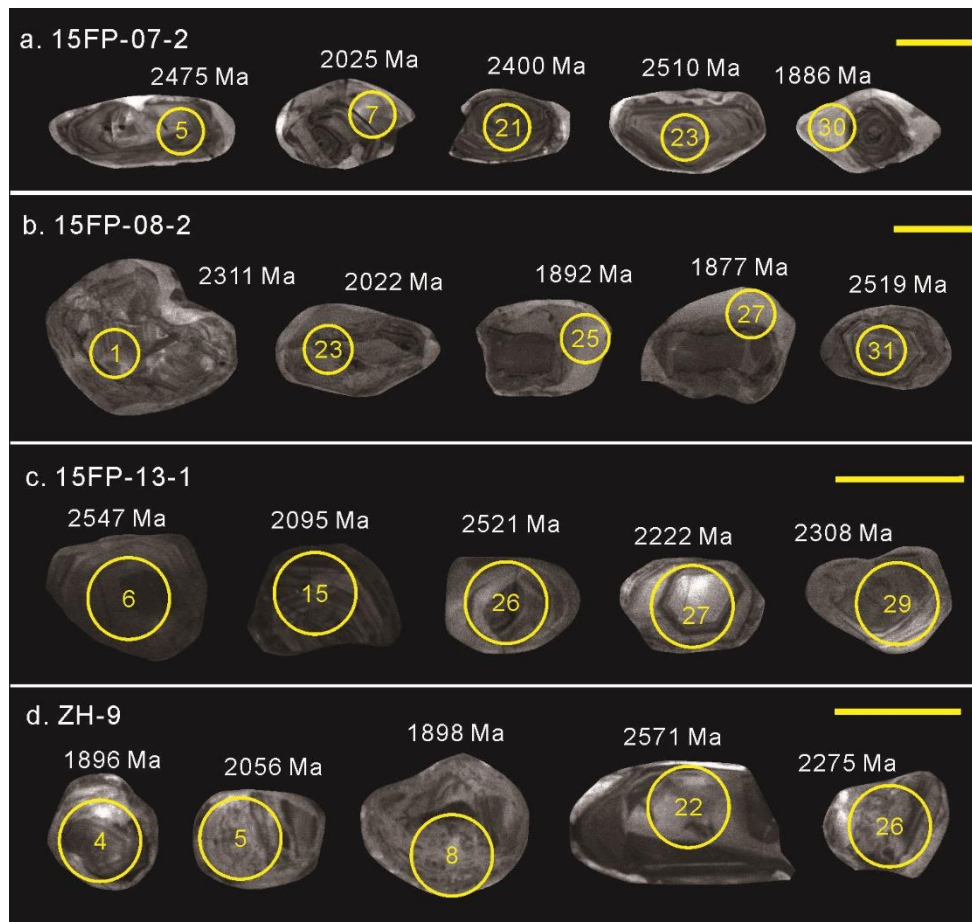 a. 15FP-07-2
2475 Ma 2025 Ma 2400 Ma 2510 Ma 1886 Ma
5 7 21 23 30
b. 15FP-08-2
2311 Ma 2022 Ma 1892 Ma 1877 Ma 2519 Ma
1 23 25 27 31
c. 15FP-13-1
2547 Ma 2095 Ma 2521 Ma 2222 Ma 2308 Ma
6 15 26 27 29
d. ZH-9
1896 Ma 2056 Ma 1898 Ma 2571 Ma 2275 Ma
4 5 8 22 26